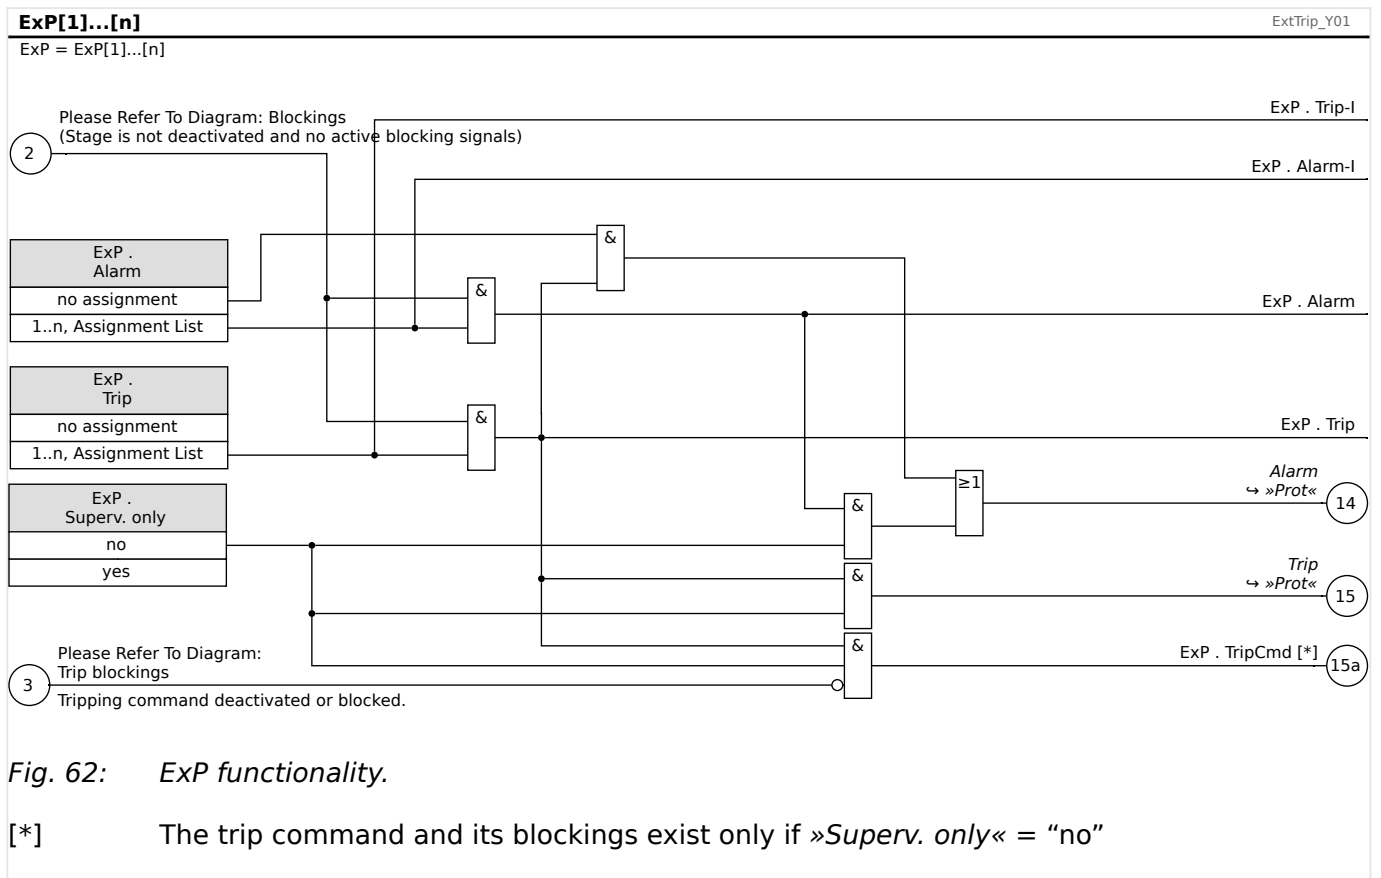 ExP[1]...[n]
ExtTrip_Y01
ExP = ExP[1]...[n]
Please Refer To Diagram: Blockings
(Stage is not deactivated and no active blocking signals)
2
ExP . Trip-I
ExP . Alarm-I
ExP .
Alarm
no assignment
1..n, Assignment List
&
&
ExP . Alarm
ExP .
Trip
no assignment
1..n, Assignment List
&
ExP . Trip
ExP .
Superv. only
no
yes
&
≥1
Alarm
↪ »Prot«
14
&
Trip
↪ »Prot«
15
&
ExP . TripCmd [*]
15a
Please Refer To Diagram:
Trip blockings
3
Tripping command deactivated or blocked.
Fig. 62: ExP functionality.
[*] The trip command and its blockings exist only if »Superv. only« = “no”